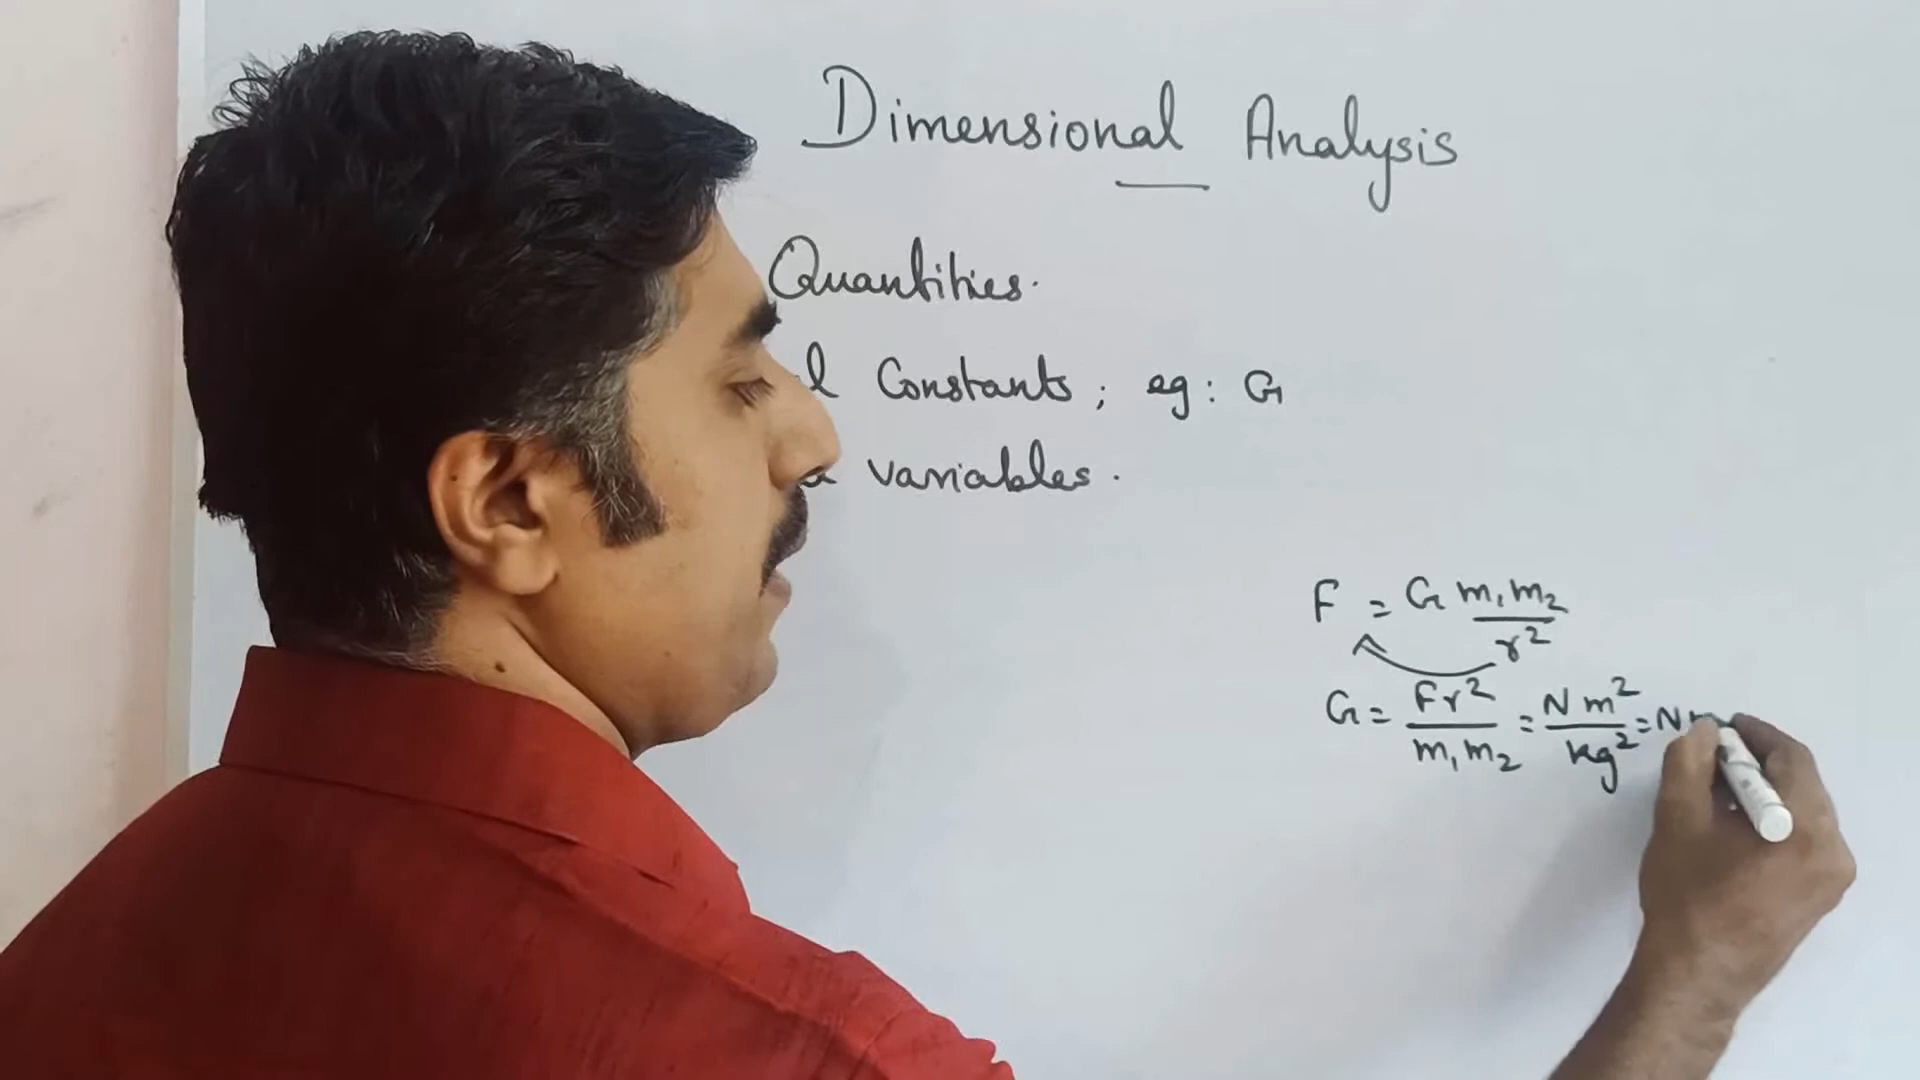 Dimensional Analysis
Quantities.
Constants ; eg : G
variables .
F = G m₁m₂ / r²
G = Fr² / m₁m₂ = N m² / kg² = N